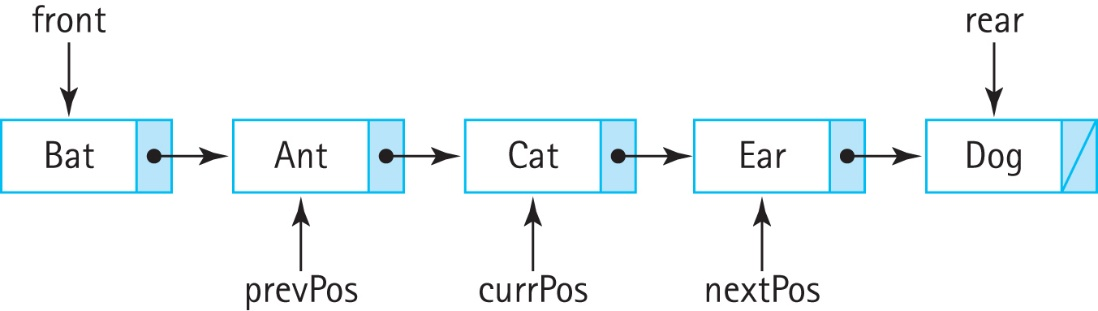 front rear
Bat Ant Cat Ear Dog
prevPos currPos nextPos